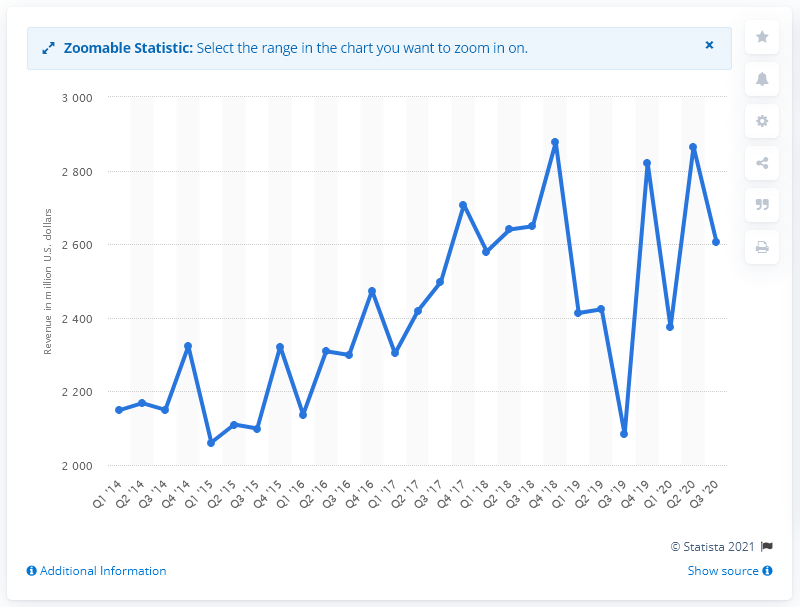 Zoomable Statistic: Select the range in the chart you want to zoom in on.
×
3 000
2 800
2 600
2 400
2 200
2 000
Revenue in million U.S. dollars
Q1 '14
Q2 '14
Q3 '14
Q4 '14
Q1 '15
Q2 '15
Q3 '15
Q4 '15
Q1 '16
Q2 '16
Q3 '16
Q4 '16
Q1 '17
Q2 '17
Q3 '17
Q4 '17
Q1 '18
Q2 '18
Q3 '18
Q4 '18
Q1 '19
Q2 '19
Q3 '19
Q4 '19
Q1 '20
Q2 '20
Q3 '20
© Statista 2021
Additional Information
Show source